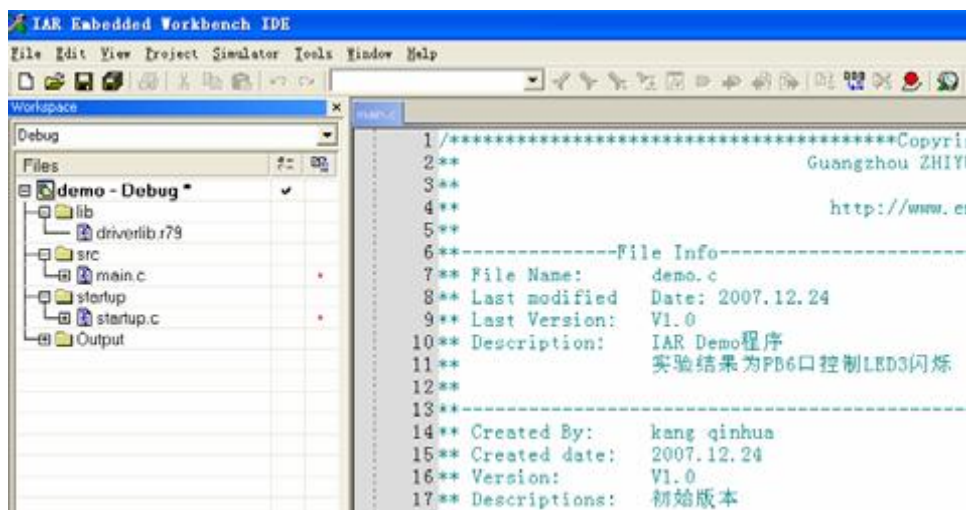 IAR Embedded Workbench IDE
File Edit View Project Simulator Tools Window Help
Workspace
Debug
Files
demo - Debug *
lib
driverlib.r79
src
main.c
startup
startup.c
Output
main.c
1 /****************************************Copyri
2 ** Guangzhou ZHIY
3 **
4 ** http://www.e
5 **
6 **---------------File Info------------------------
7 ** File Name: demo.c
8 ** Last modified Date: 2007.12.24
9 ** Last Version: V1.0
10 ** Description: IAR Demo程序
11 ** 实验结果为PB6口控制LED3闪烁
12 **
13 **--------------------------------------------------
14 ** Created By: kang qinhua
15 ** Created date: 2007.12.24
16 ** Version: V1.0
17 ** Descriptions: 初始版本